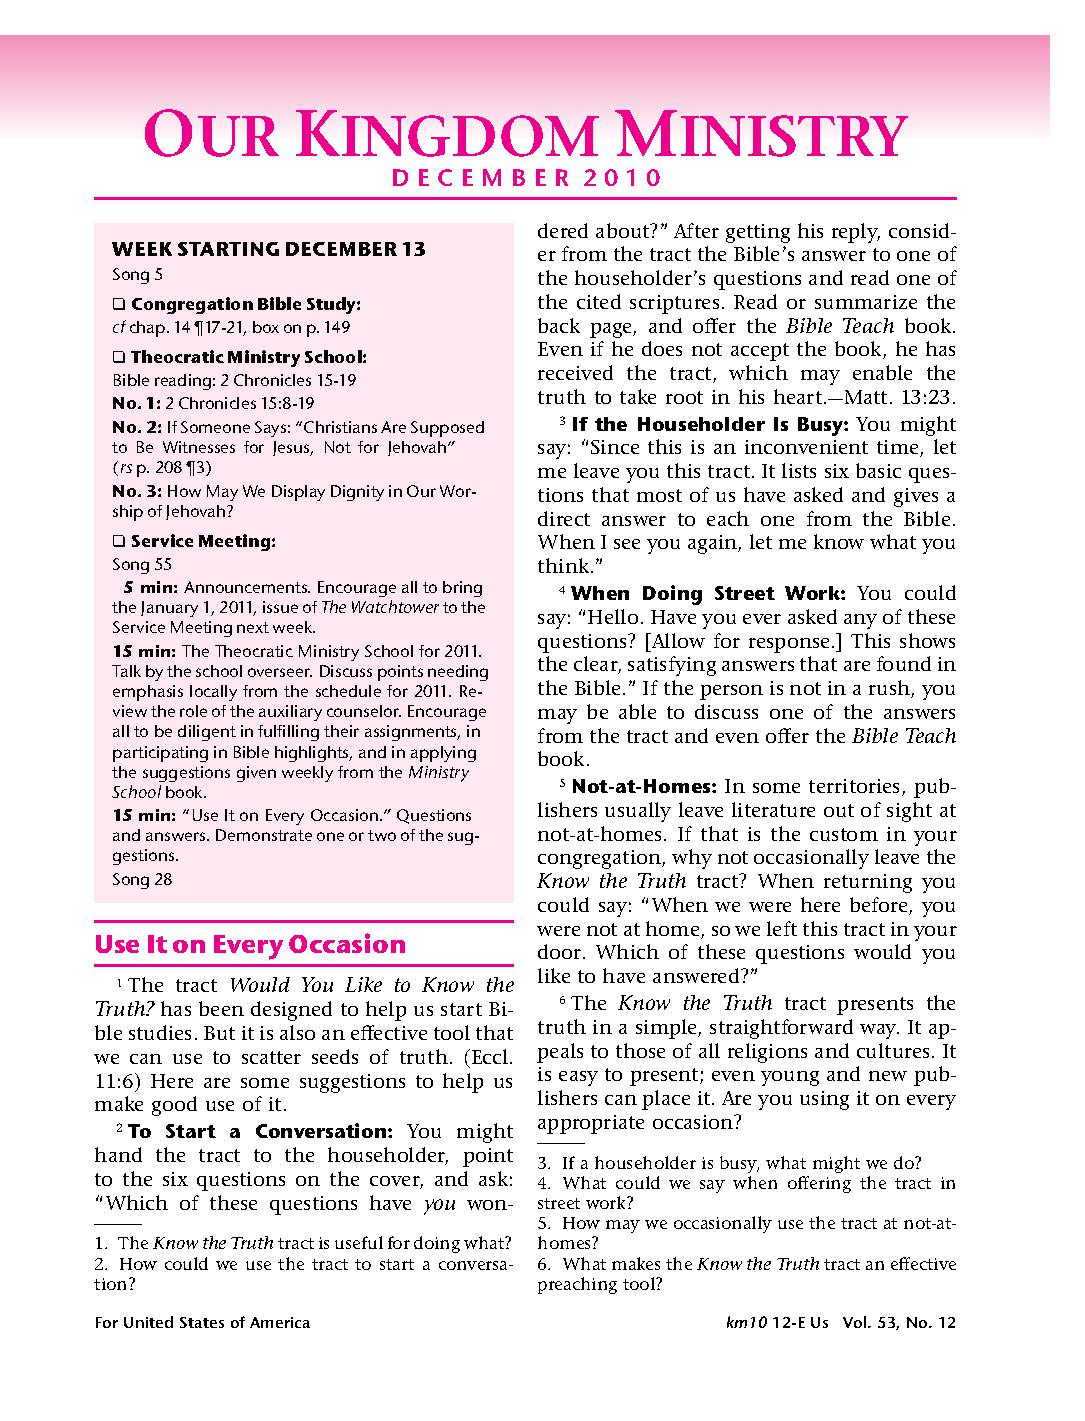 OUR KINGDOM MINISTRY
DECEMBER 2010
WEEK STARTING DECEMBER 13
Song 5
❏ Congregation Bible Study:
cf chap. 14 ¶17-21, box on p. 149
❏ Theocratic Ministry School:
Bible reading: 2 Chronicles 15-19
No. 1: 2 Chronicles 15:8-19
No. 2: If Someone Says: “Christians Are Supposed
to Be Witnesses for Jesus, Not for Jehovah”
(rs p. 208 ¶3)
No. 3: How May We Display Dignity in Our Wor-
ship of Jehovah?
❏ Service Meeting:
Song 55
5 min: Announcements. Encourage all to bring
the January 1, 2011, issue of The Watchtower to the
Service Meeting next week.
15 min: The Theocratic Ministry School for 2011.
Talk by the school overseer. Discuss points needing
emphasis locally from the schedule for 2011. Re-
view the role of the auxiliary counselor. Encourage
all to be diligent in fulfilling their assignments, in
participating in Bible highlights, and in applying
the suggestions given weekly from the Ministry
School book.
15 min: “Use It on Every Occasion.” Questions
and answers. Demonstrate one or two of the sug-
gestions.
Song 28
Use It on Every Occasion
1 The tract Would You Like to Know the
Truth? has been designed to help us start Bi-
ble studies. But it is also an effective tool that
we can use to scatter seeds of truth. (Eccl.
11:6) Here are some suggestions to help us
make good use of it.
2 To Start a Conversation: You might
hand the tract to the householder, point
to the six questions on the cover, and ask:
“Which of these questions have you won-
1. The Know the Truth tract is useful for doing what?
2. How could we use the tract to start a conversa-
tion?
dered about?” After getting his reply, consid-
er from the tract the Bible’s answer to one of
the householder’s questions and read one of
the cited scriptures. Read or summarize the
back page, and offer the Bible Teach book.
Even if he does not accept the book, he has
received the tract, which may enable the
truth to take root in his heart.—Matt. 13:23.
3 If the Householder Is Busy: You might
say: “Since this is an inconvenient time, let
me leave you this tract. It lists six basic ques-
tions that most of us have asked and gives a
direct answer to each one from the Bible.
When I see you again, let me know what you
think.”
4 When Doing Street Work: You could
say: “Hello. Have you ever asked any of these
questions? [Allow for response.] This shows
the clear, satisfying answers that are found in
the Bible.” If the person is not in a rush, you
may be able to discuss one of the answers
from the tract and even offer the Bible Teach
book.
5 Not-at-Homes: In some territories, pub-
lishers usually leave literature out of sight at
not-at-homes. If that is the custom in your
congregation, why not occasionally leave the
Know the Truth tract? When returning you
could say: “When we were here before, you
were not at home, so we left this tract in your
door. Which of these questions would you
like to have answered?”
6 The Know the Truth tract presents the
truth in a simple, straightforward way. It ap-
peals to those of all religions and cultures. It
is easy to present; even young and new pub-
lishers can place it. Are you using it on every
appropriate occasion?
3. If a householder is busy, what might we do?
4. What could we say when offering the tract in
street work?
5. How may we occasionally use the tract at not-at-
homes?
6. What makes the Know the Truth tract an effective
preaching tool?
For United States of America
km10 12-E Us Vol. 53, No. 12